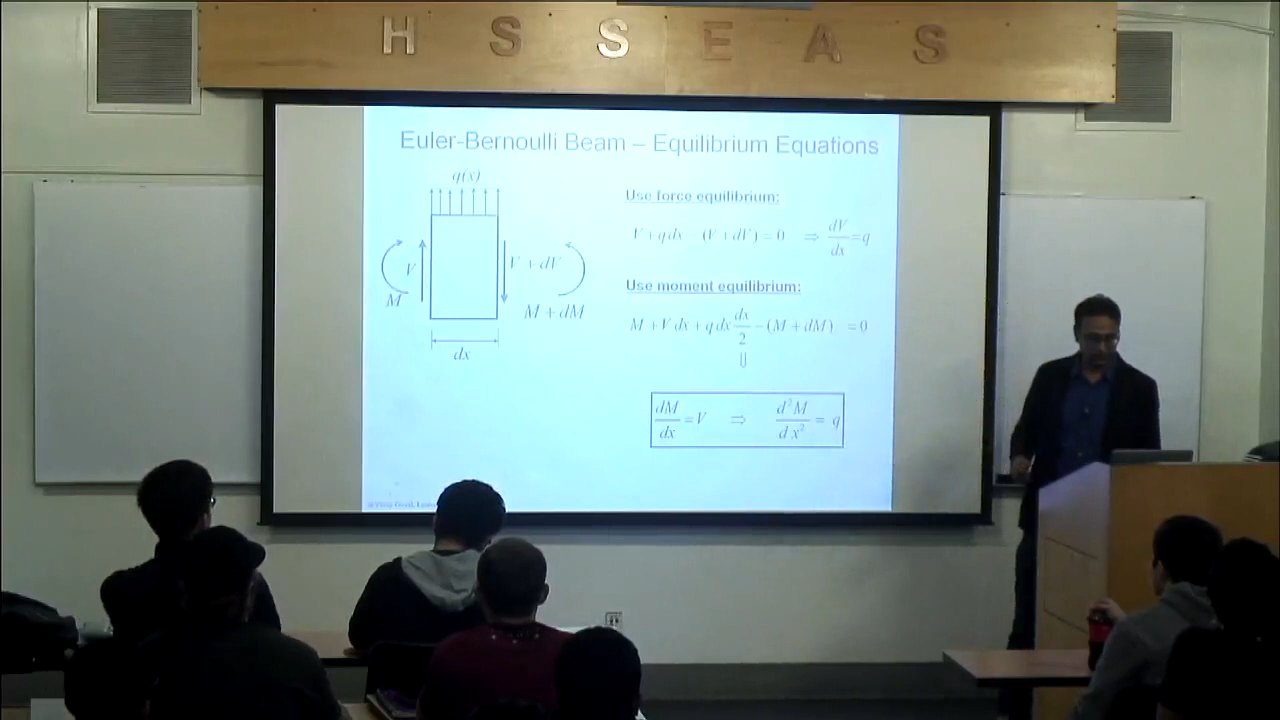 H S S E A S
Euler-Bernoulli Beam – Equilibrium Equations
q(x)
V
M
V + dV
M + dM
dx
Use force equilibrium:
V + q dx − (V + dV) = 0 ⇒ dV/dx = q
Use moment equilibrium:
M + V dx + q dx dx/2 − (M + dM) = 0
⇓
dM/dx = V ⇒ d²M/dx² = q